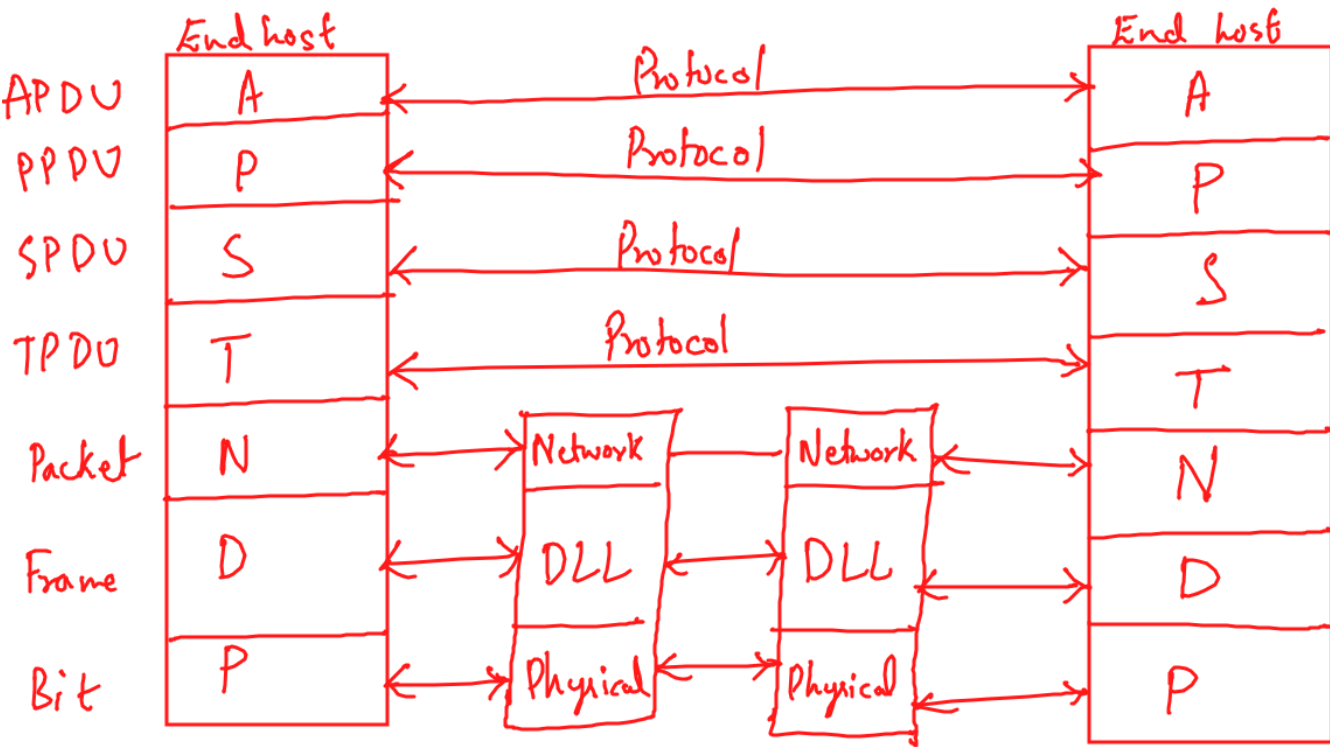 End host End host
APDU A Protocol A
PPDU P Protocol P
SPDU S Protocol S
TPDU T Protocol T
Packet N Network Network N
Frame D DLL DLL D
Bit P Physical Physical P